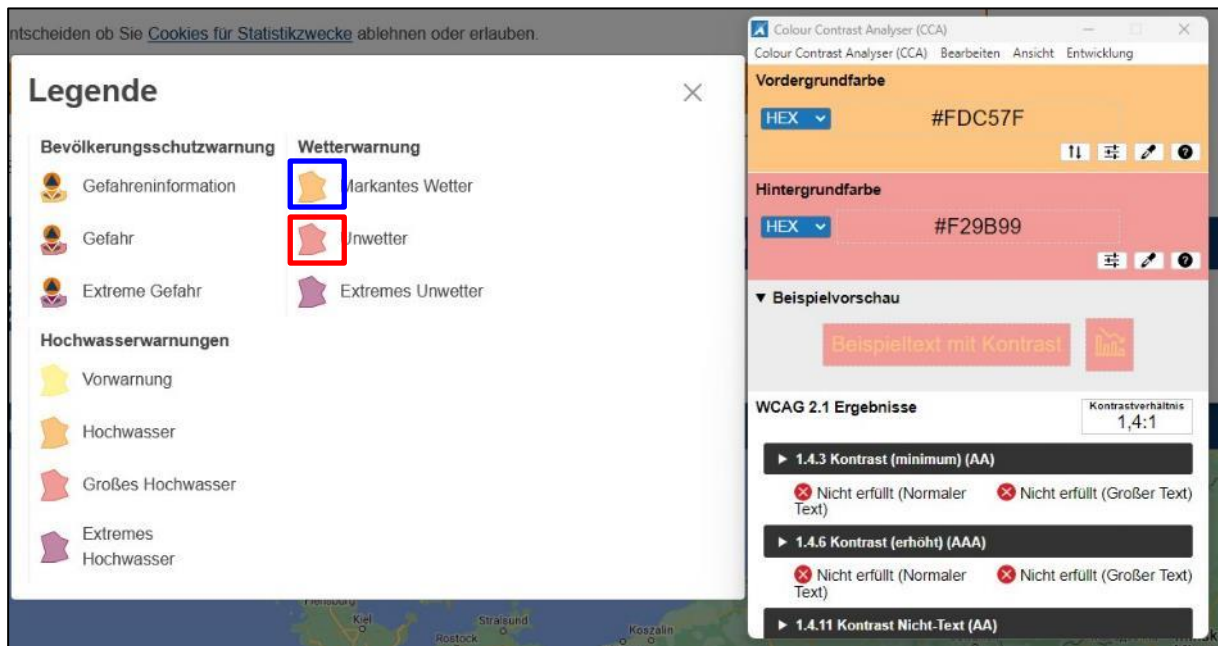 ntscheiden ob Sie Cookies für Statistikzwecke ablehnen oder erlauben.
Legende
Bevölkerungsschutzwarnung
Gefahreninformation
Gefahr
Extreme Gefahr
Wetterwarnung
Markantes Wetter
Unwetter
Extremes Unwetter
Hochwasserwarnungen
Vorwarnung
Hochwasser
Großes Hochwasser
Extremes
Hochwasser
Kiel
Stralsund
Rostock
Koszalin
Colour Contrast Analyser (CCA)
Colour Contrast Analyser (CCA) Bearbeiten Ansicht Entwicklung
Vordergrundfarbe
HEX #FDC57F
Hintergrundfarbe
HEX #F29B99
▼ Beispielvorschau
Beispieltext mit Kontrast
WCAG 2.1 Ergebnisse
Kontrastverhältnis
1,4:1
▶ 1.4.3 Kontrast (minimum) (AA)
Nicht erfüllt (Normaler
Text)
Nicht erfüllt (Großer Text)
▶ 1.4.6 Kontrast (erhöht) (AAA)
Nicht erfüllt (Normaler
Text)
Nicht erfüllt (Großer Text)
▶ 1.4.11 Kontrast Nicht-Text (AA)